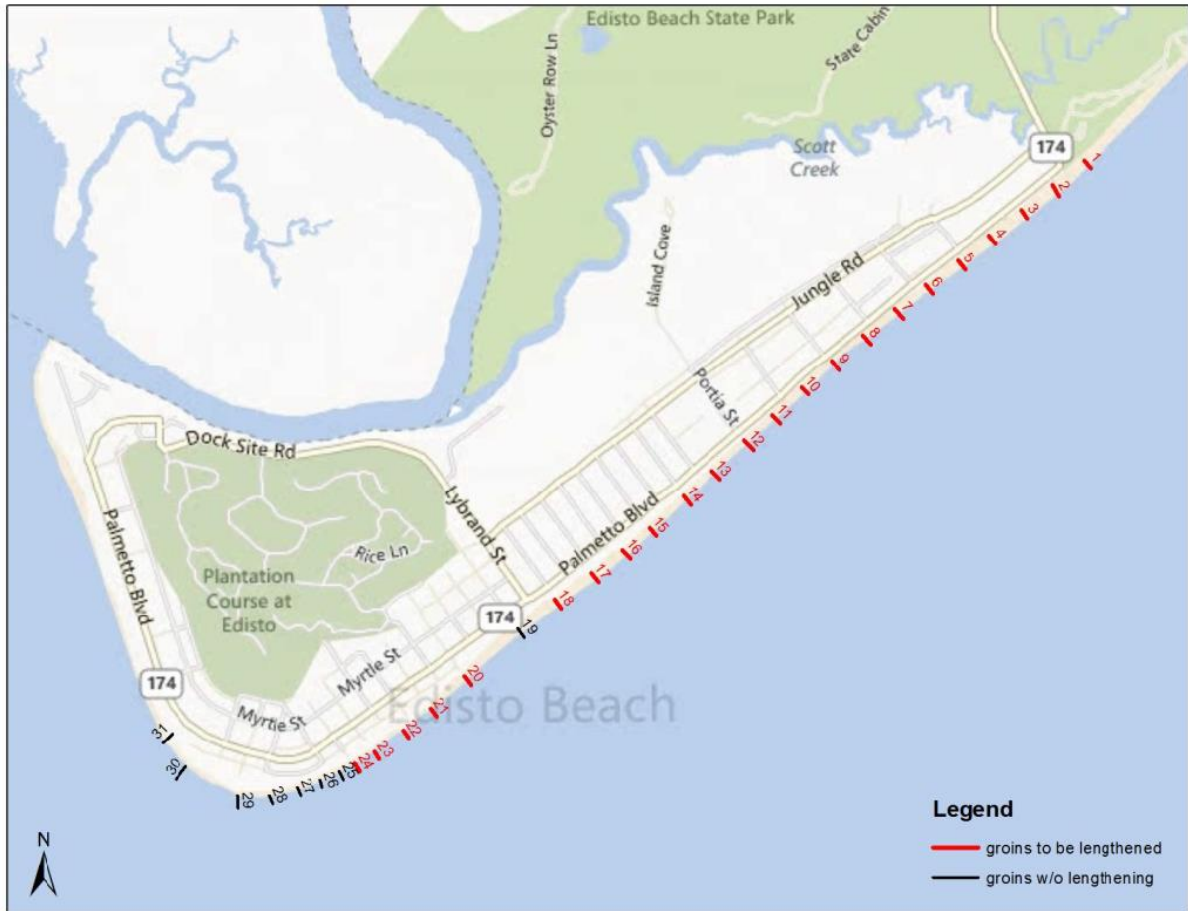 Edisto Beach State Park
Oyster Row Ln
State Cabin
Scott
Creek
174
Island Cove
Jungle Rd
Portia St
Dock Site Rd
Lybrand St
Palmetto Blvd
Palmetto Blvd
Rice Ln
Plantation
Course at
Edisto
174
Myrtle St
174
Myrtle St
Edisto Beach
1
2
3
4
5
6
7
8
9
10
11
12
13
14
15
16
17
18
19
20
21
22
23
24
25
26
27
28
29
30
31
N
Legend
groins to be lengthened
groins w/o lengthening